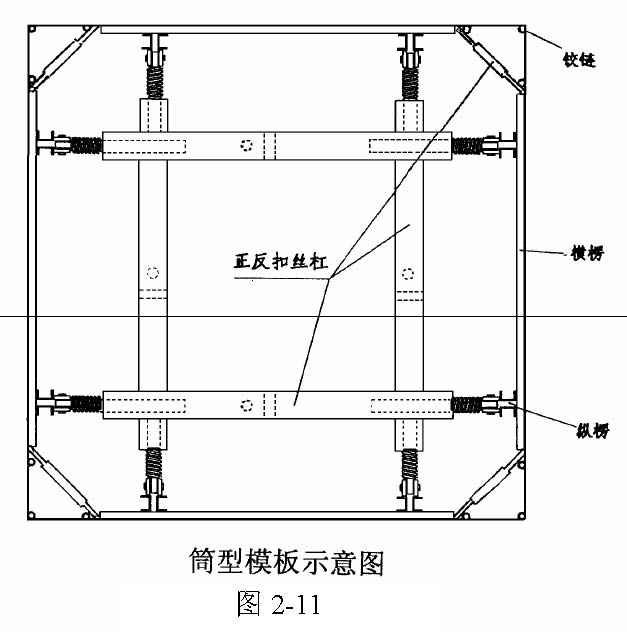 铰链
横楞
正反扣丝杠
纵楞
筒型模板示意图
图 2-11